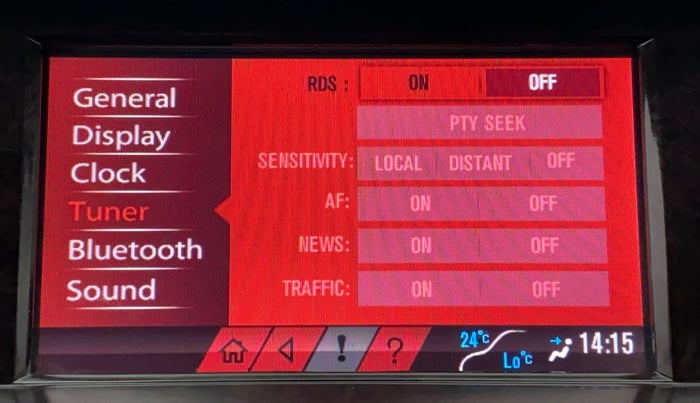 General
Display
Clock
Tuner
Bluetooth
Sound
RDS : ON OFF
PTY SEEK
SENSITIVITY: LOCAL DISTANT OFF
AF: ON OFF
NEWS: ON OFF
TRAFFIC: ON OFF
! ? 24°C Lo°C 14:15